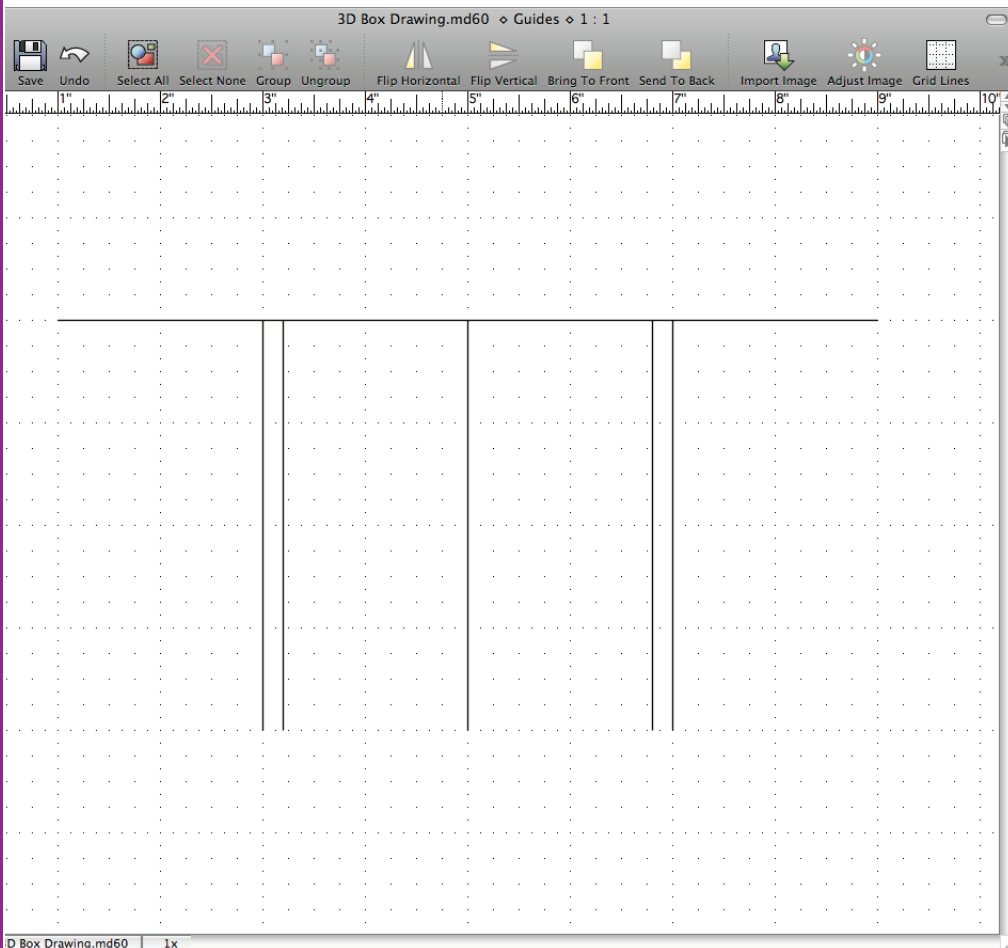 3D Box Drawing.md60 ⋄ Guides ⋄ 1 : 1
Save Undo Select All Select None Group Ungroup Flip Horizontal Flip Vertical Bring To Front Send To Back Import Image Adjust Image Grid Lines »
1" 2" 3" 4" 5" 6" 7" 8" 9" 10"
D Box Drawing.md60 1x